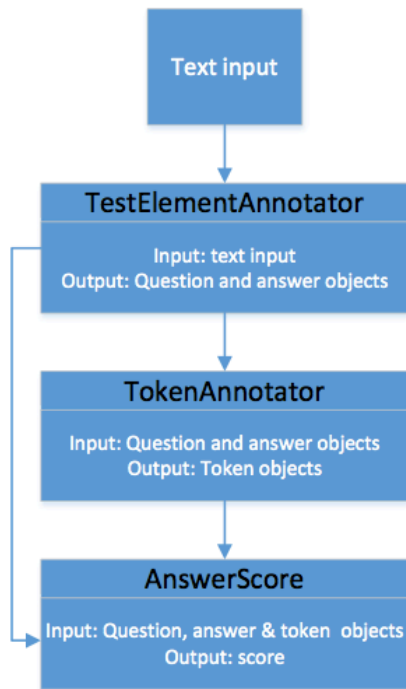 Text input
TestElementAnnotator
Input: text input
Output: Question and answer objects
TokenAnnotator
Input: Question and answer objects
Output: Token objects
AnswerScore
Input: Question, answer & token objects
Output: score